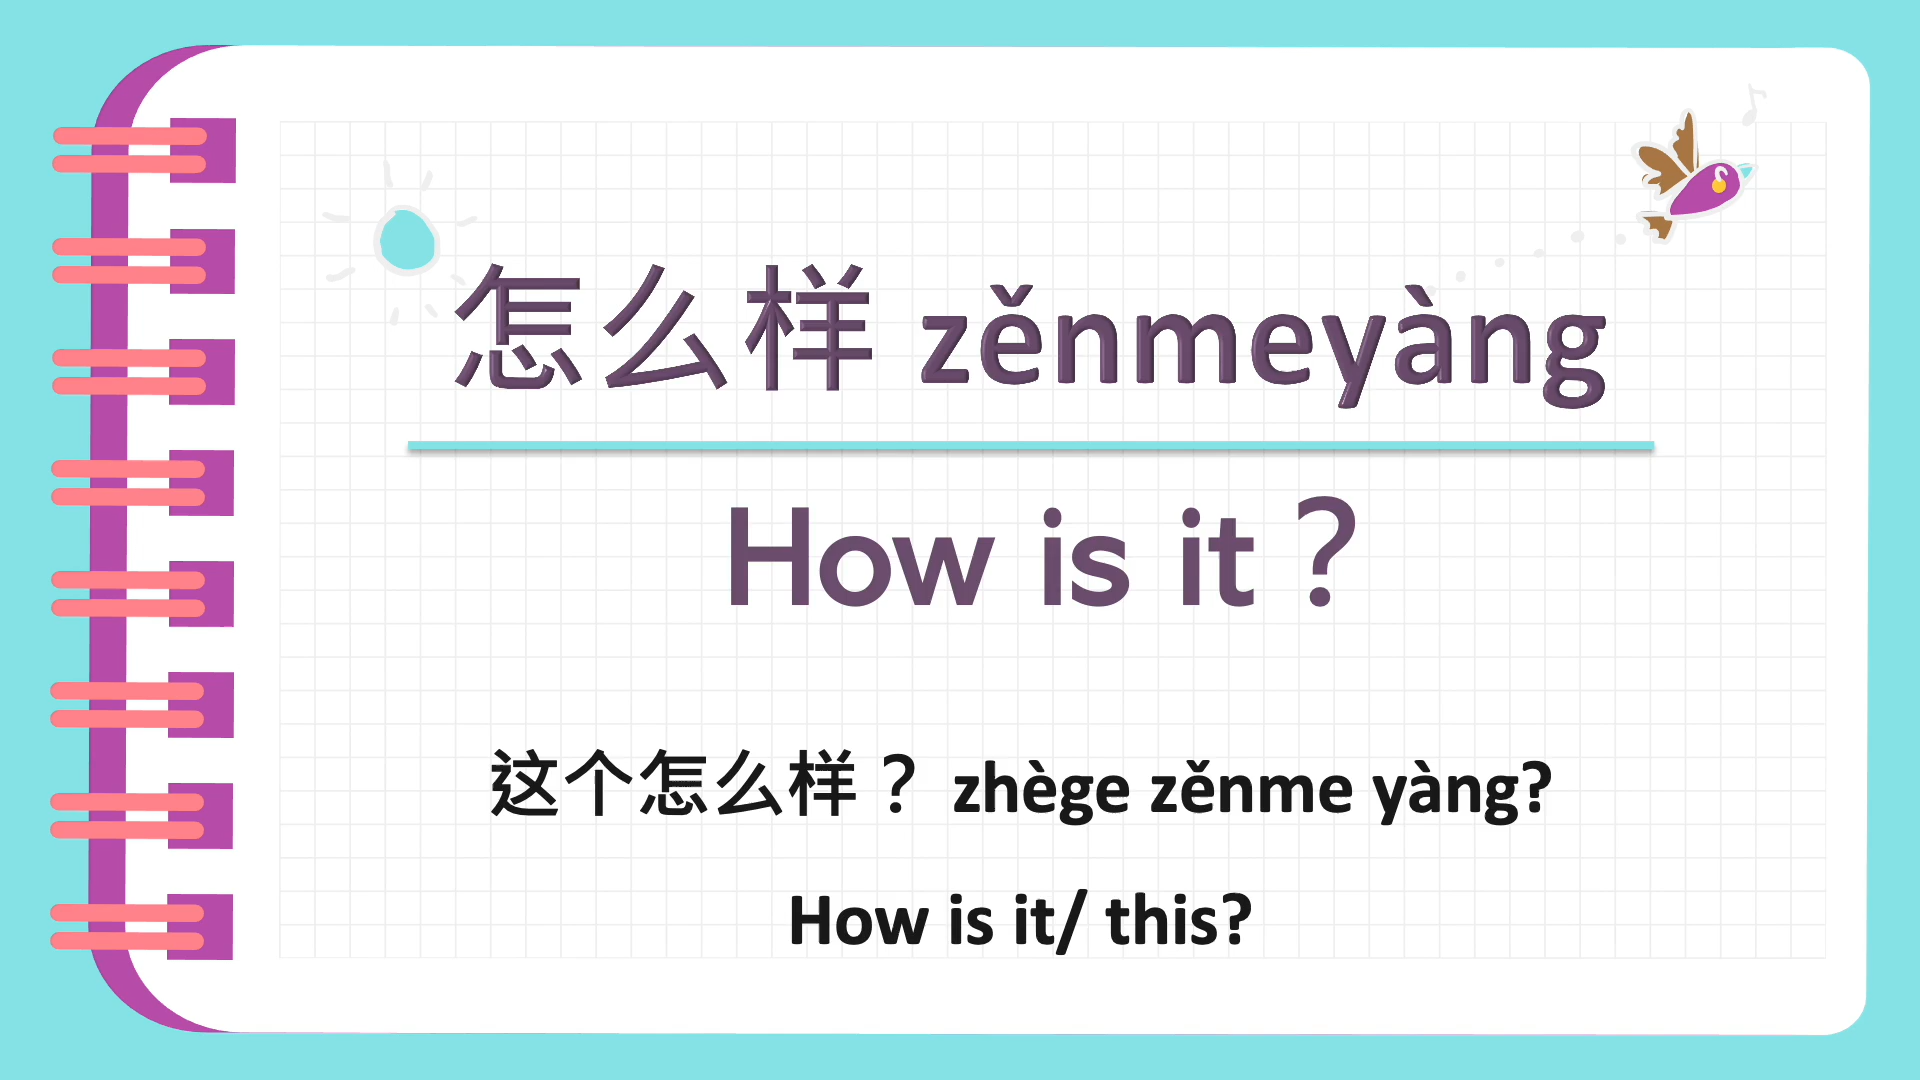 怎么样 zěnmeyàng
How is it？
这个怎么样？ zhège zěnme yàng?
How is it/ this?